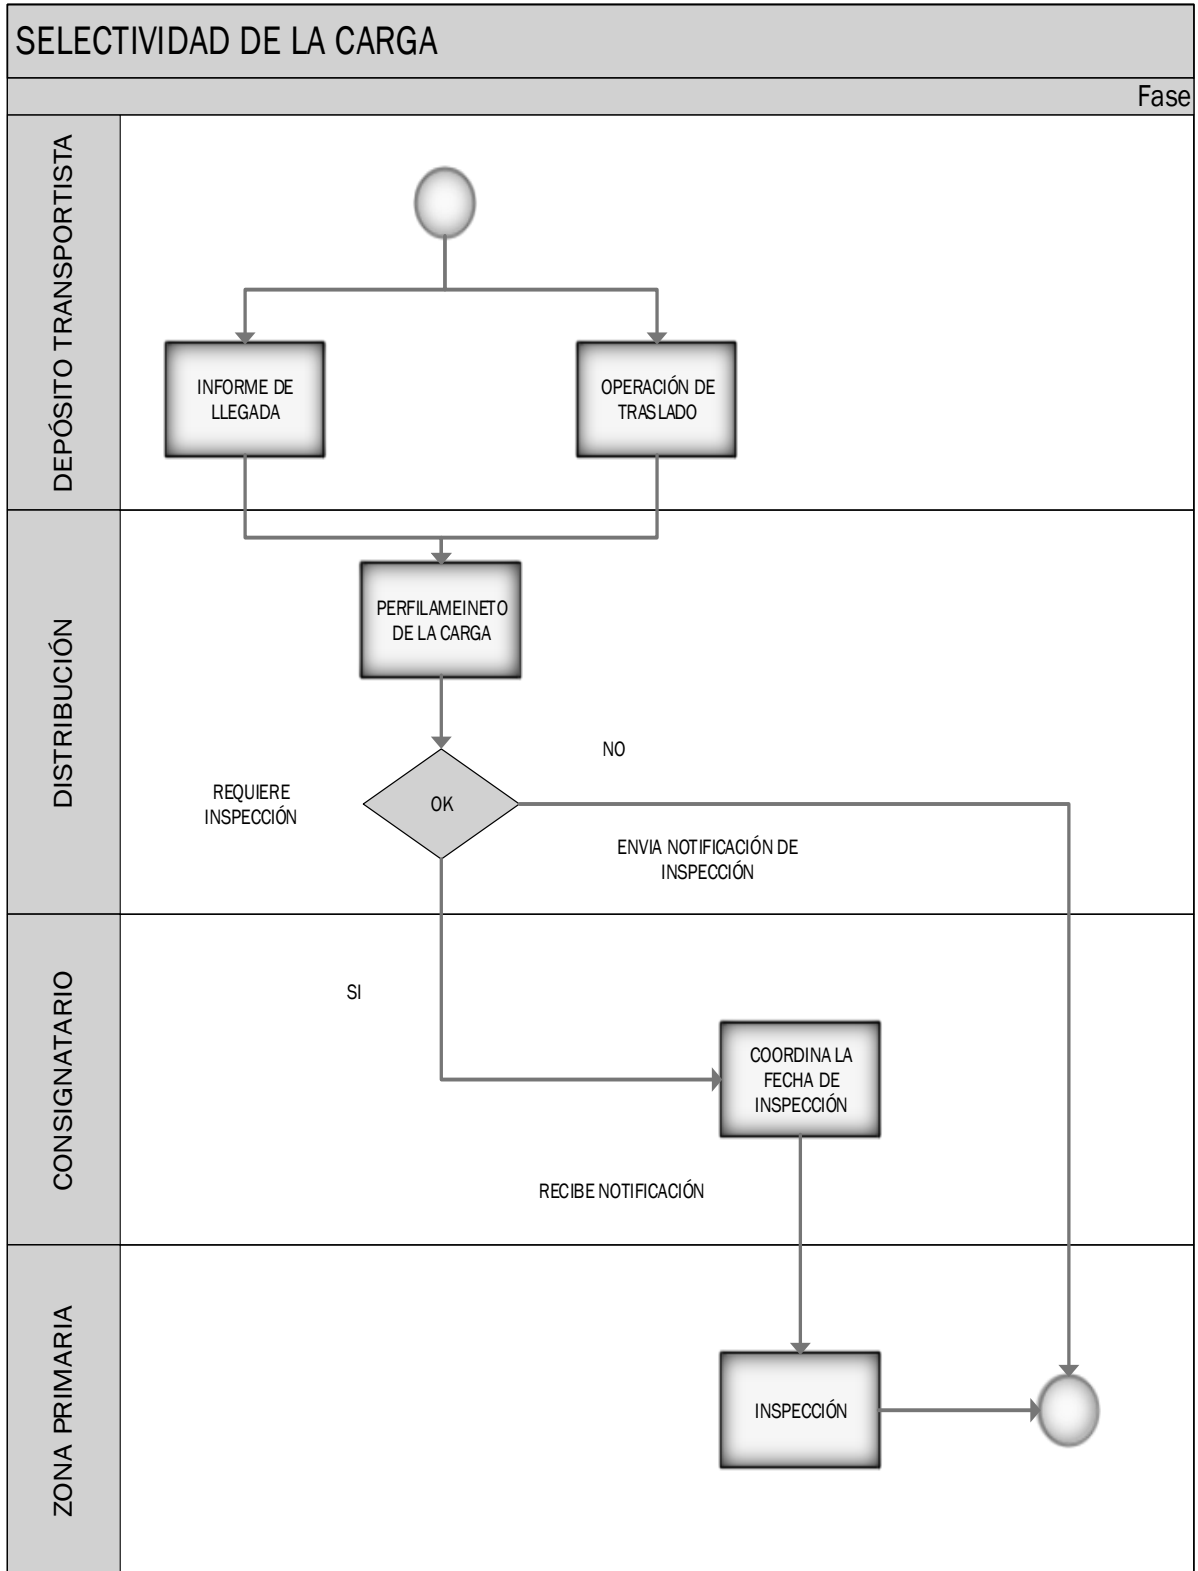 SELECTIVIDAD DE LA CARGA
Fase
DEPÓSITO TRANSPORTISTA
INFORME DE
LLEGADA
OPERACIÓN DE
TRASLADO
DISTRIBUCIÓN
PERFILAMEINETO
DE LA CARGA
NO
REQUIERE
INSPECCIÓN
OK
ENVIA NOTIFICACIÓN DE
INSPECCIÓN
CONSIGNATARIO
SI
COORDINA LA
FECHA DE
INSPECCIÓN
RECIBE NOTIFICACIÓN
ZONA PRIMARIA
INSPECCIÓN